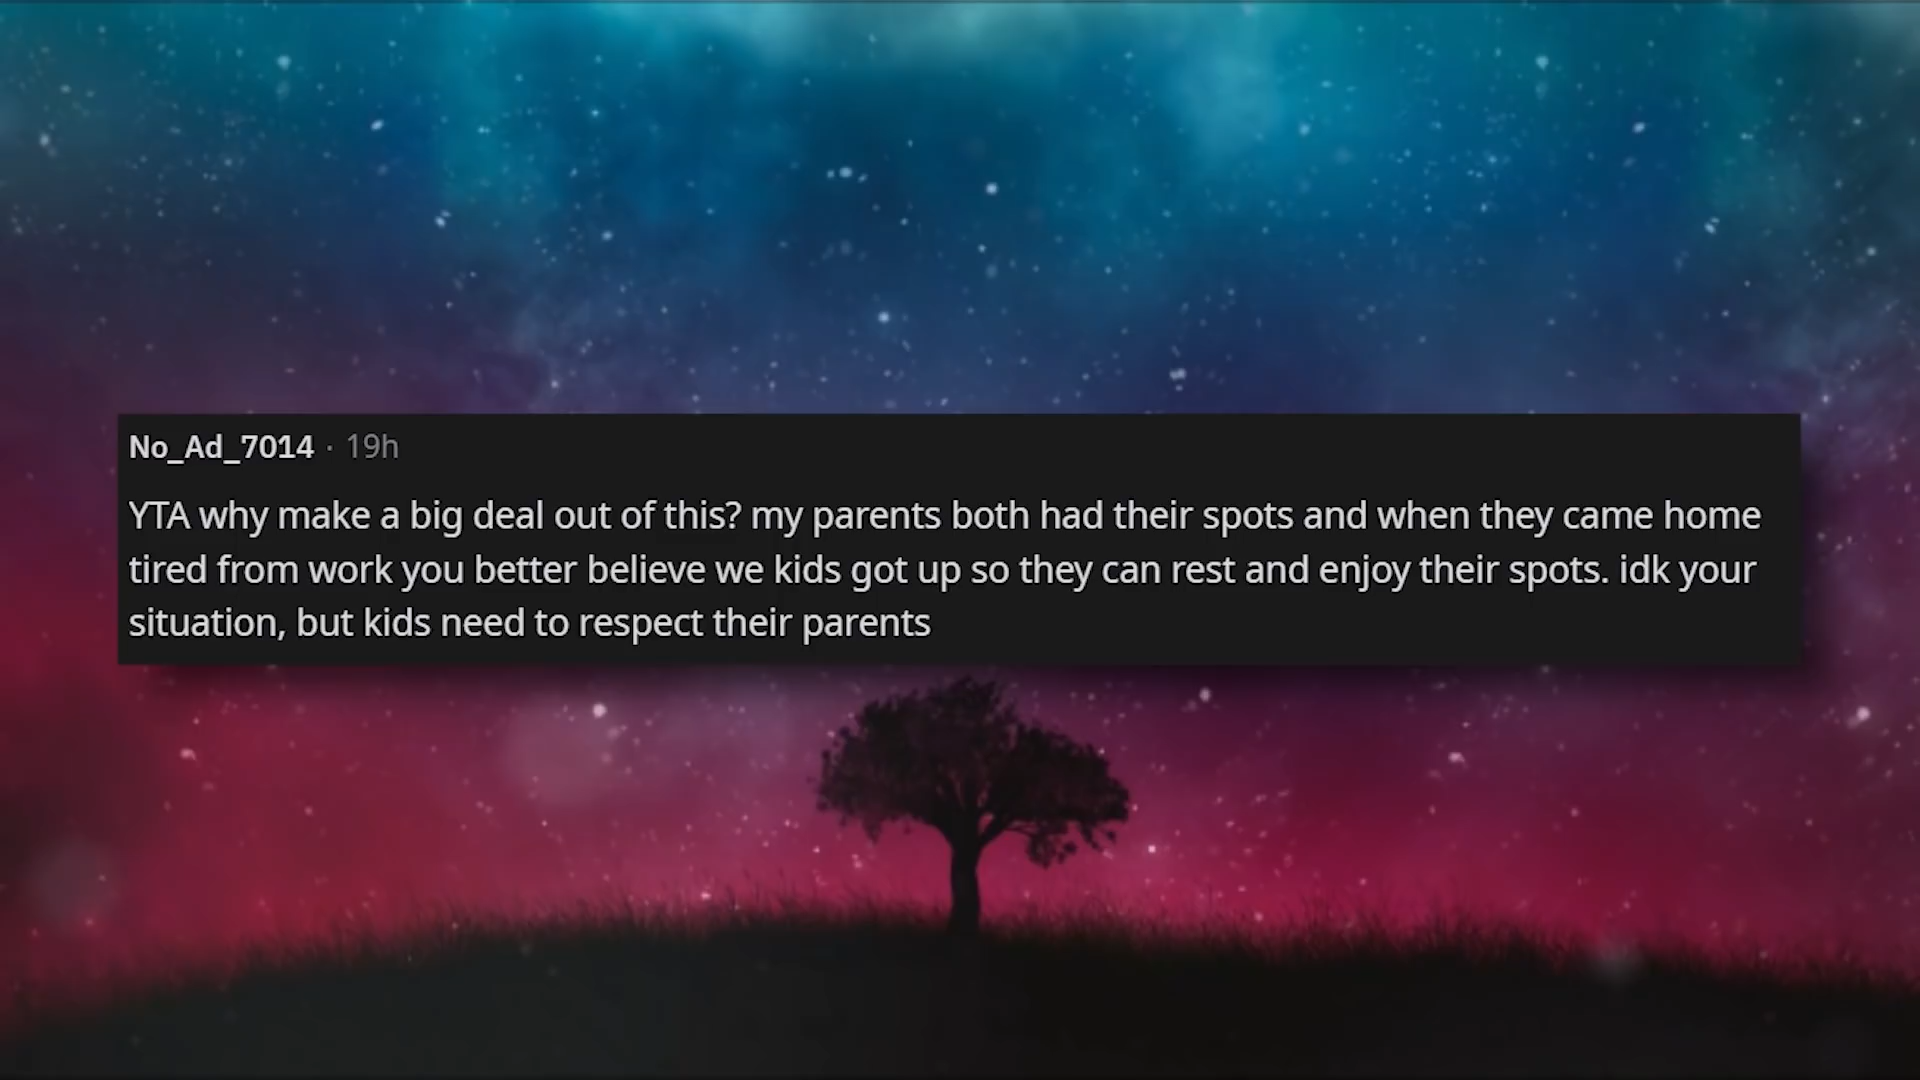 No_Ad_7014 · 19h
YTA why make a big deal out of this? my parents both had their spots and when they came home
tired from work you better believe we kids got up so they can rest and enjoy their spots. idk your
situation, but kids need to respect their parents